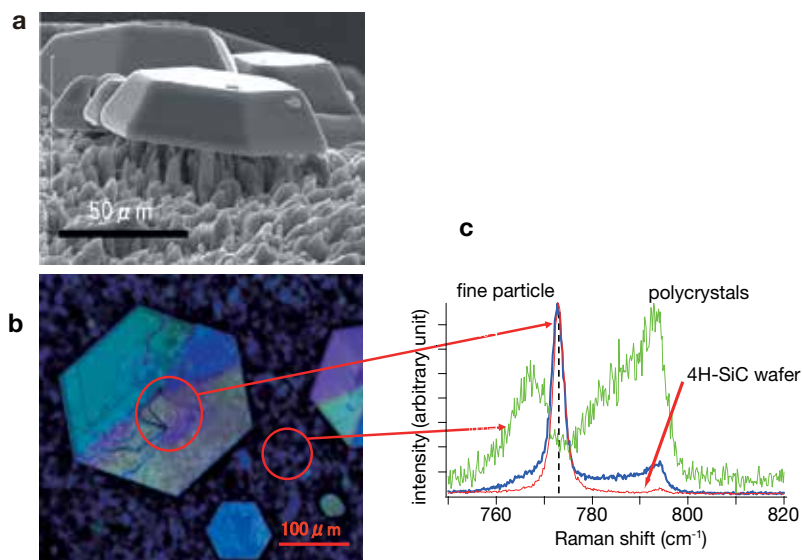 a
50 μm
b
100 μm
c
fine particle
polycrystals
4H-SiC wafer
intensity (arbitrary unit)
760
780
800
820
Raman shift (cm⁻¹)